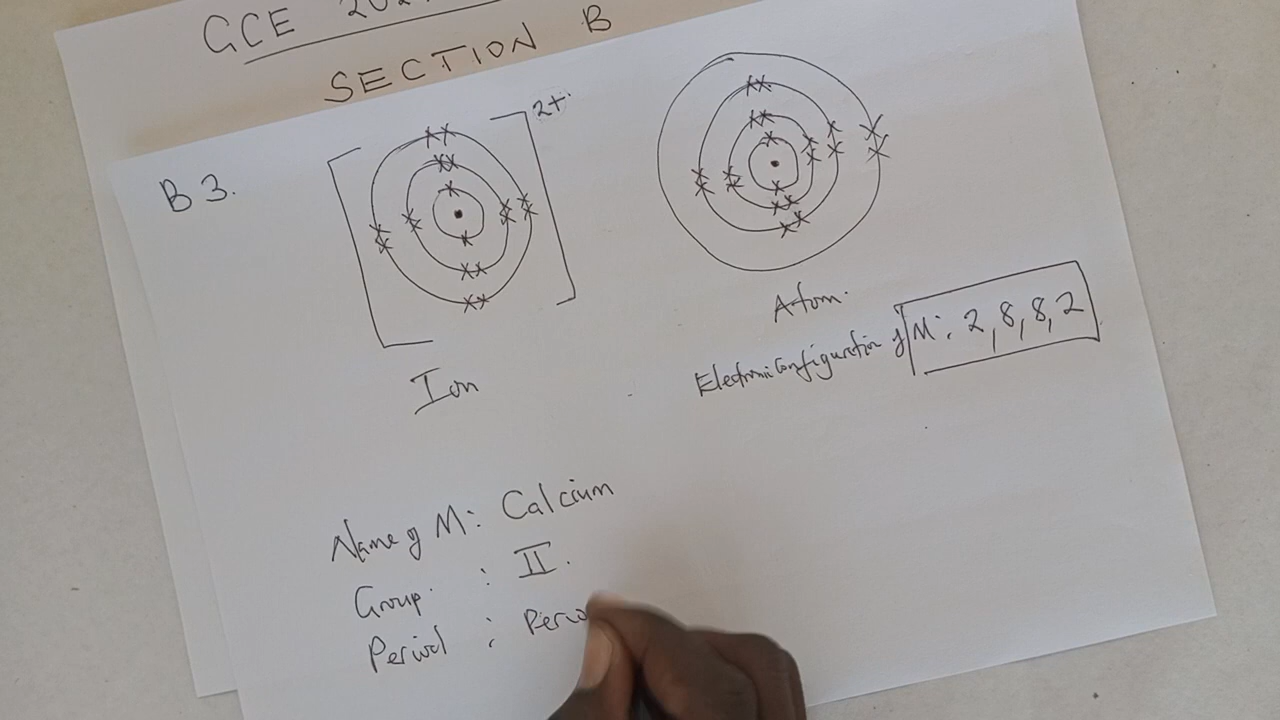 GCE
SECTION B
B3.
2+
Ion
Atom.
Electronic Configuration of M: 2,8,8,2
Name of M: Calcium
Group : II.
Period :